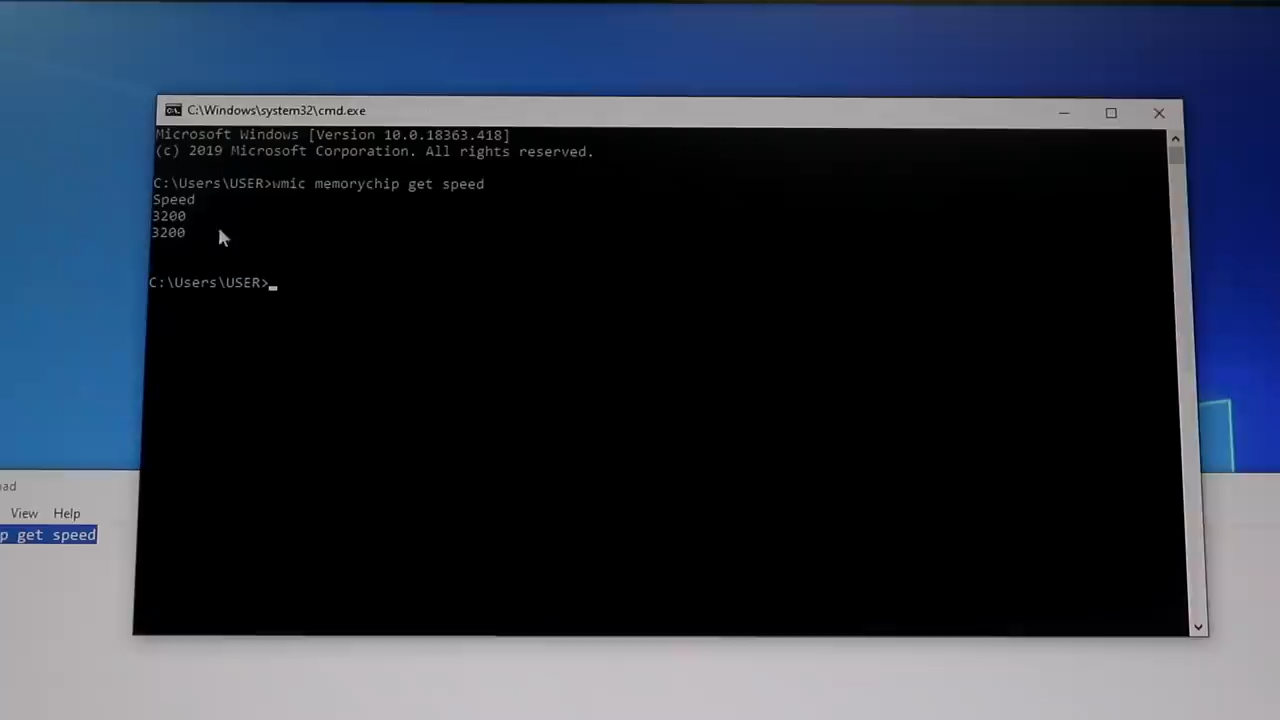 C:\Windows\system32\cmd.exe
Microsoft Windows [Version 10.0.18363.418]
(c) 2019 Microsoft Corporation. All rights reserved.
C:\Users\USER>wmic memorychip get speed
Speed
3200
3200
C:\Users\USER>
View Help
p get speed